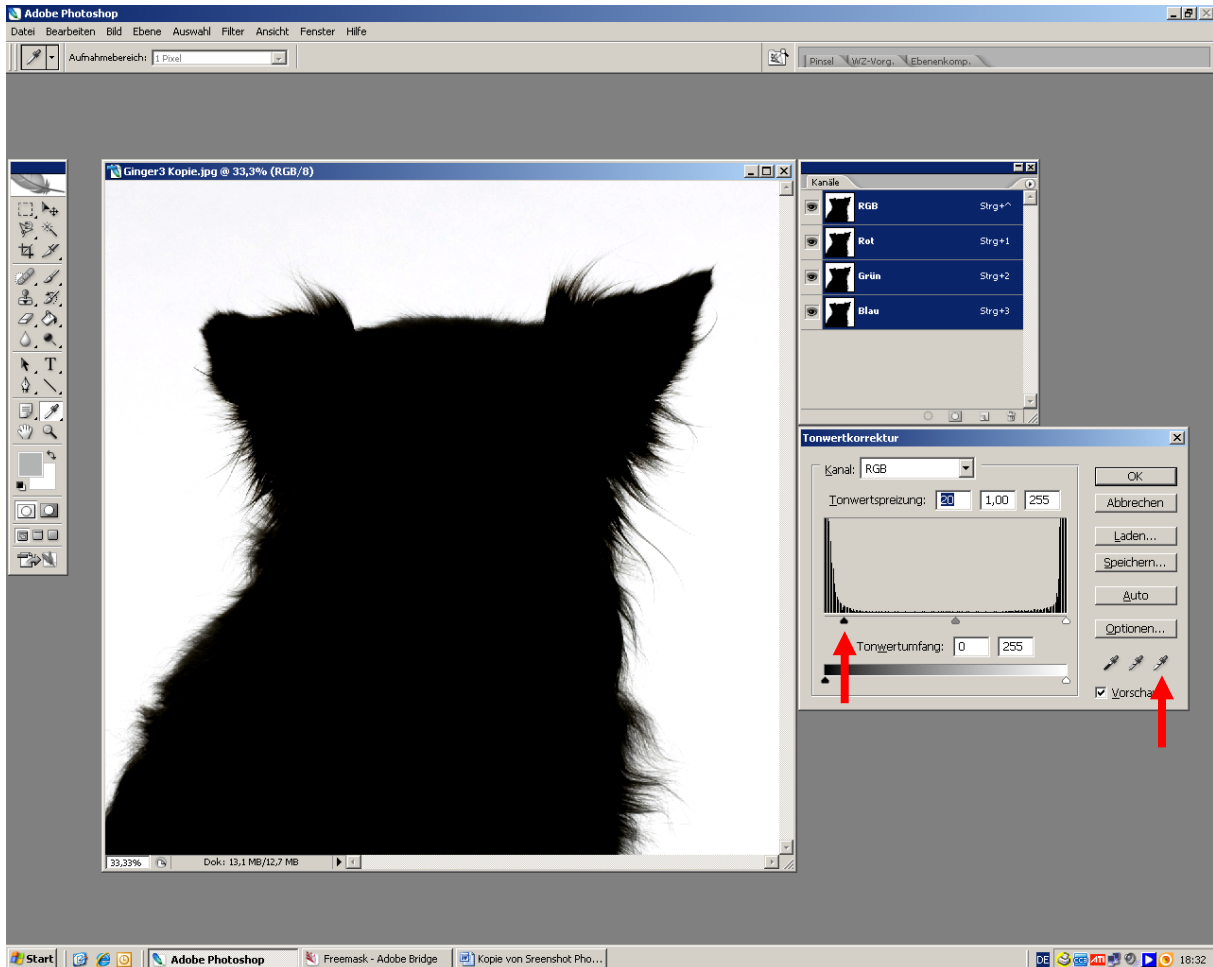 Adobe Photoshop
Datei Bearbeiten Bild Ebene Auswahl Filter Ansicht Fenster Hilfe
Aufnahmebereich: 1 Pixel
Pinsel WZ-Vorg. Ebenenkomp.
Ginger3 Kopie.jpg @ 33,3% (RGB/8)
Kanäle
RGB Strg+^
Rot Strg+1
Grün Strg+2
Blau Strg+3
T
Tonwertkorrektur
Kanal: RGB
OK
Tonwertspreizung: 20 1,00 255
Abbrechen
Laden...
Speichern...
Auto
Optionen...
Tonwertumfang: 0 255
Vorschau
33,33% Dok: 13,1 MB/12,7 MB
Start Adobe Photoshop Freemask - Adobe Bridge Kopie von Sreenshot Pho... DE CCC ATI 18:32